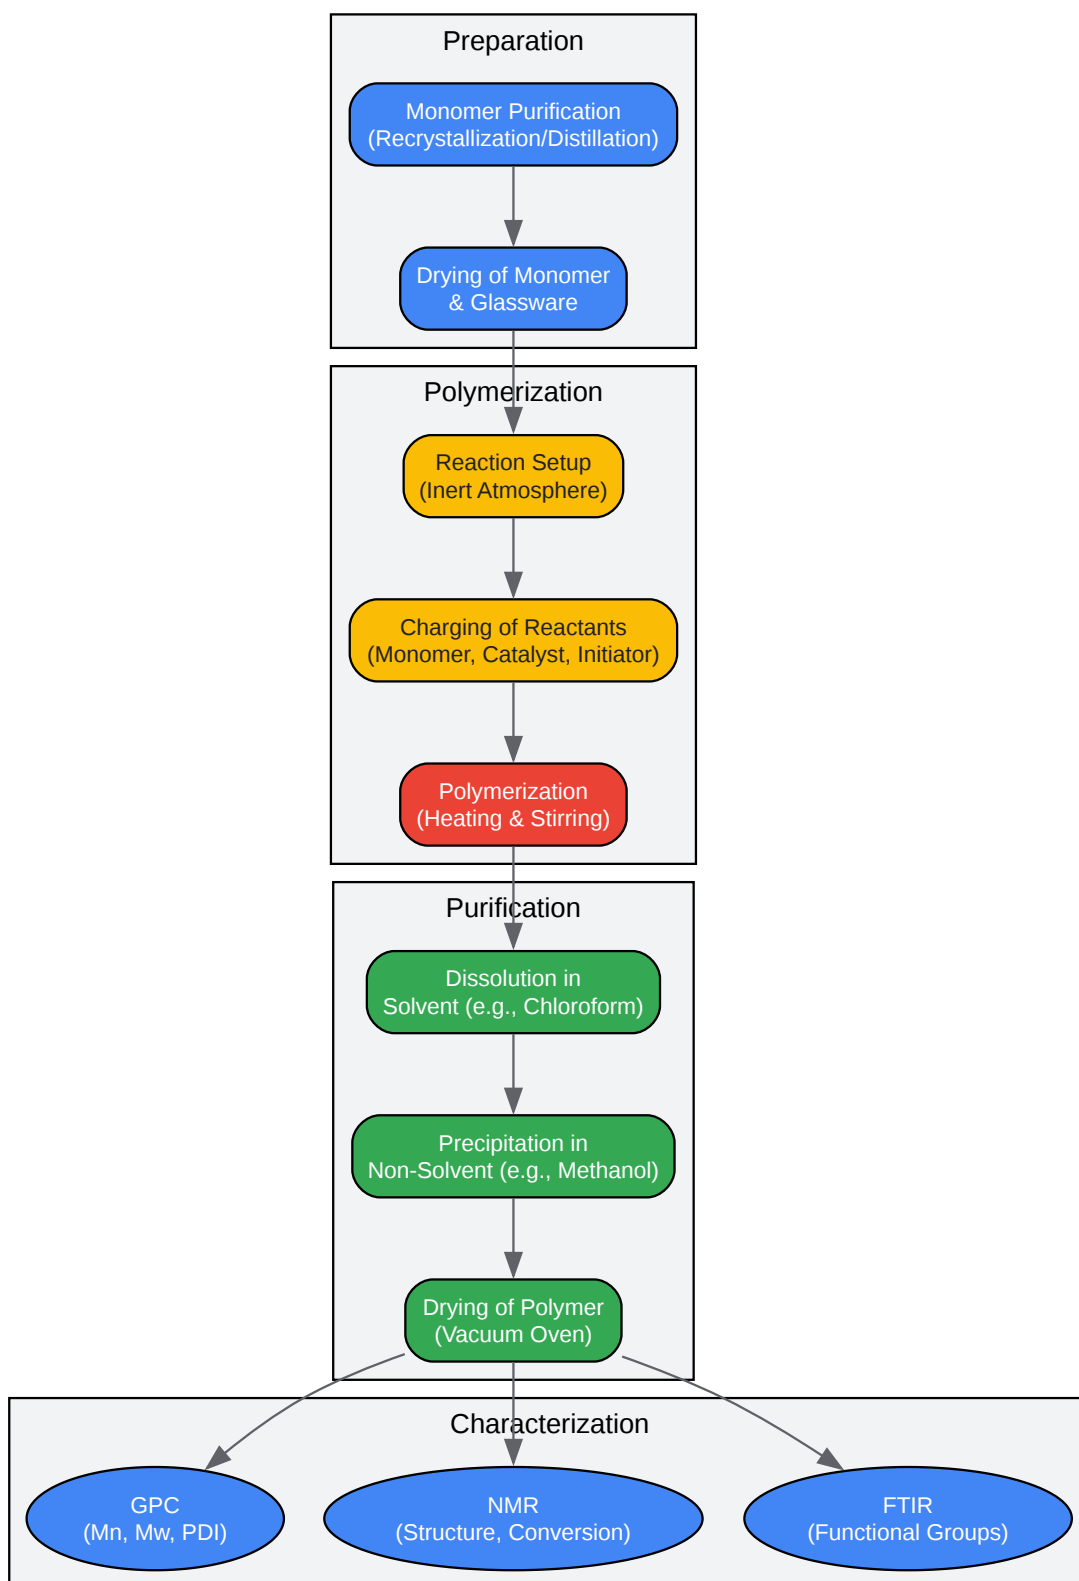 Preparation
Monomer Purification
(Recrystallization/Distillation)
Drying of Monomer
& Glassware
Polymerization
Reaction Setup
(Inert Atmosphere)
Charging of Reactants
(Monomer, Catalyst, Initiator)
Polymerization
(Heating & Stirring)
Purification
Dissolution in
Solvent (e.g., Chloroform)
Precipitation in
Non-Solvent (e.g., Methanol)
Drying of Polymer
(Vacuum Oven)
Characterization
GPC
(Mn, Mw, PDI)
NMR
(Structure, Conversion)
FTIR
(Functional Groups)